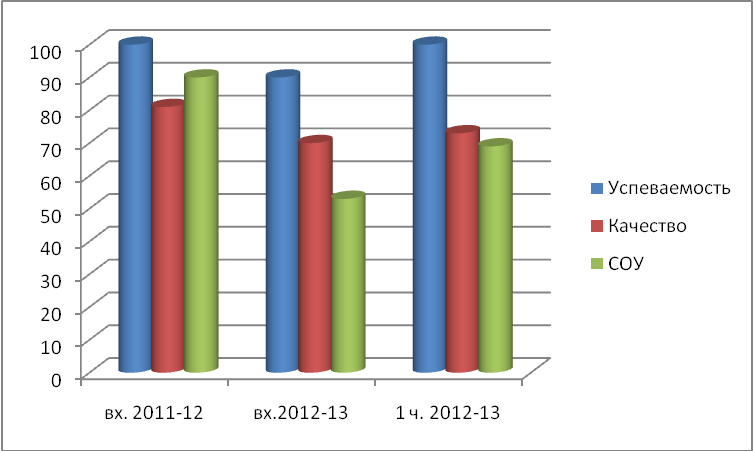 100
90
80
70
60
50
40
30
20
10
0
вх. 2011-12
вх.2012-13
1 ч. 2012-13
Успеваемость
Качество
СОУ